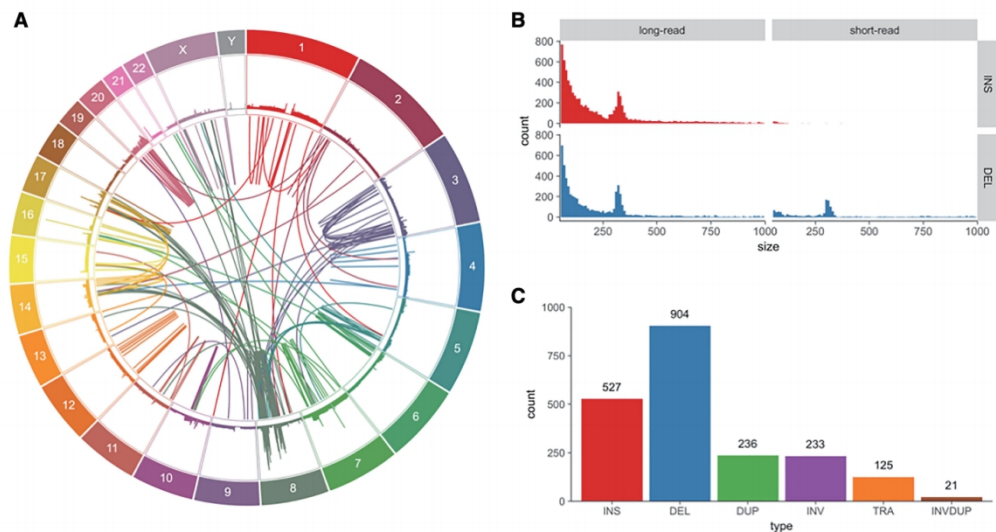 A
1
2
3
4
5
6
7
8
9
10
11
12
13
14
15
16
17
18
19
20
21
22
X
Y
B
long-read
short-read
INS
DEL
count
800
600
400
200
0
800
600
400
200
0
250 500 750 1000
250 500 750 1000
size
C
count
1000
750
500
250
0
527
904
236
233
125
21
INS DEL DUP INV TRA INVDUP
type